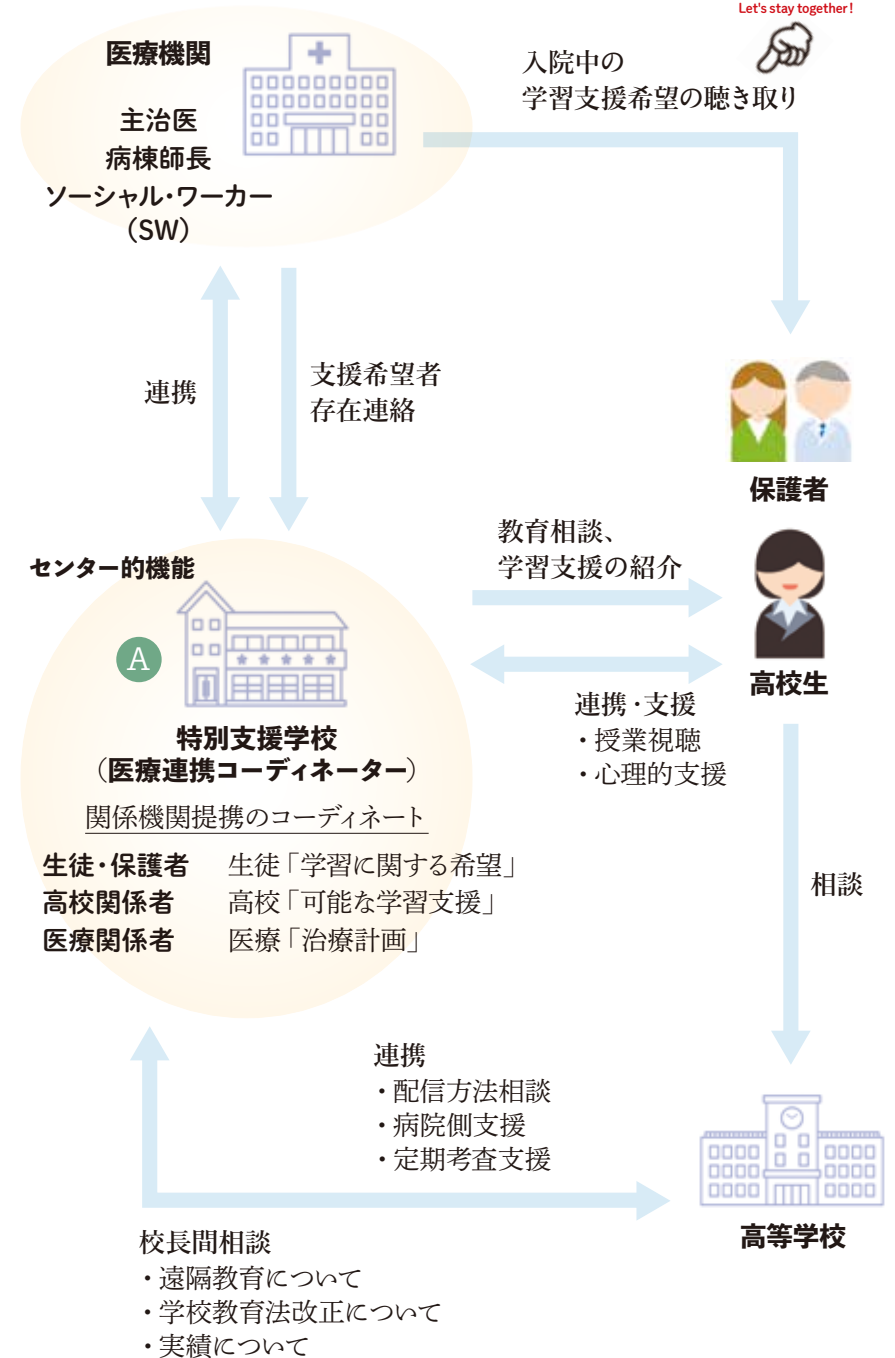 Let's stay together!
医療機関
主治医
病棟師長
ソーシャル・ワーカー
（SW）
入院中の
学習支援希望の聴き取り
連携
支援希望者
存在連絡
保護者
教育相談、
学習支援の紹介
高校生
連携・支援
・授業視聴
・心理的支援
センター的機能
A
特別支援学校
（医療連携コーディネーター）
関係機関提携のコーディネート
生徒・保護者 生徒「学習に関する希望」
高校関係者 高校「可能な学習支援」
医療関係者 医療「治療計画」
相談
連携
・配信方法相談
・病院側支援
・定期考査支援
高等学校
校長間相談
・遠隔教育について
・学校教育法改正について
・実績について